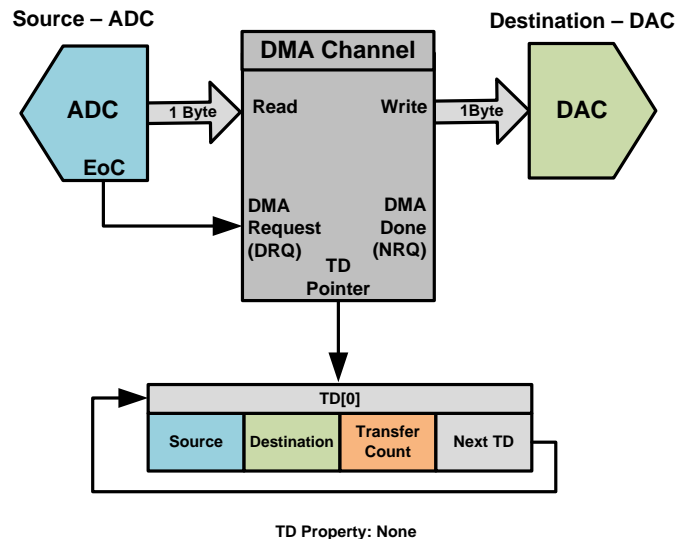 Source – ADC
Destination – DAC
DMA Channel
ADC
1 Byte
Read
Write
1Byte
DAC
EoC
DMA
Request
(DRQ)
DMA
Done
(NRQ)
TD
Pointer
TD[0]
Source
Destination
Transfer
Count
Next TD
TD Property: None